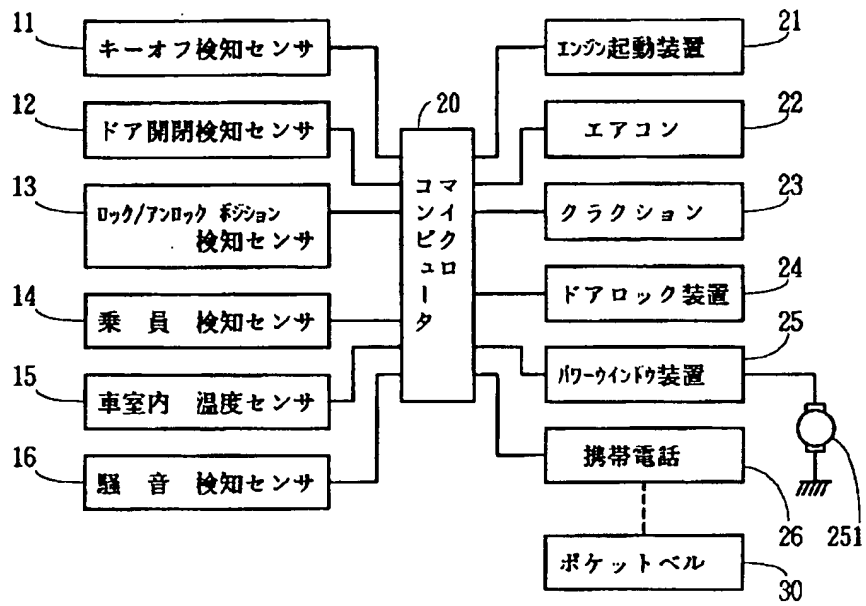 11
キーオフ検知センサ
12
ドア開閉検知センサ
13
ロック/アンロック ポジション
検知センサ
14
乗員 検知センサ
15
車室内 温度センサ
16
騒音 検知センサ
20
マイクロ
コンピュータ
21
エンジン起動装置
22
エアコン
23
クラクション
24
ドアロック装置
25
パワーウインドウ装置
26
携帯電話
251
30
ポケットベル